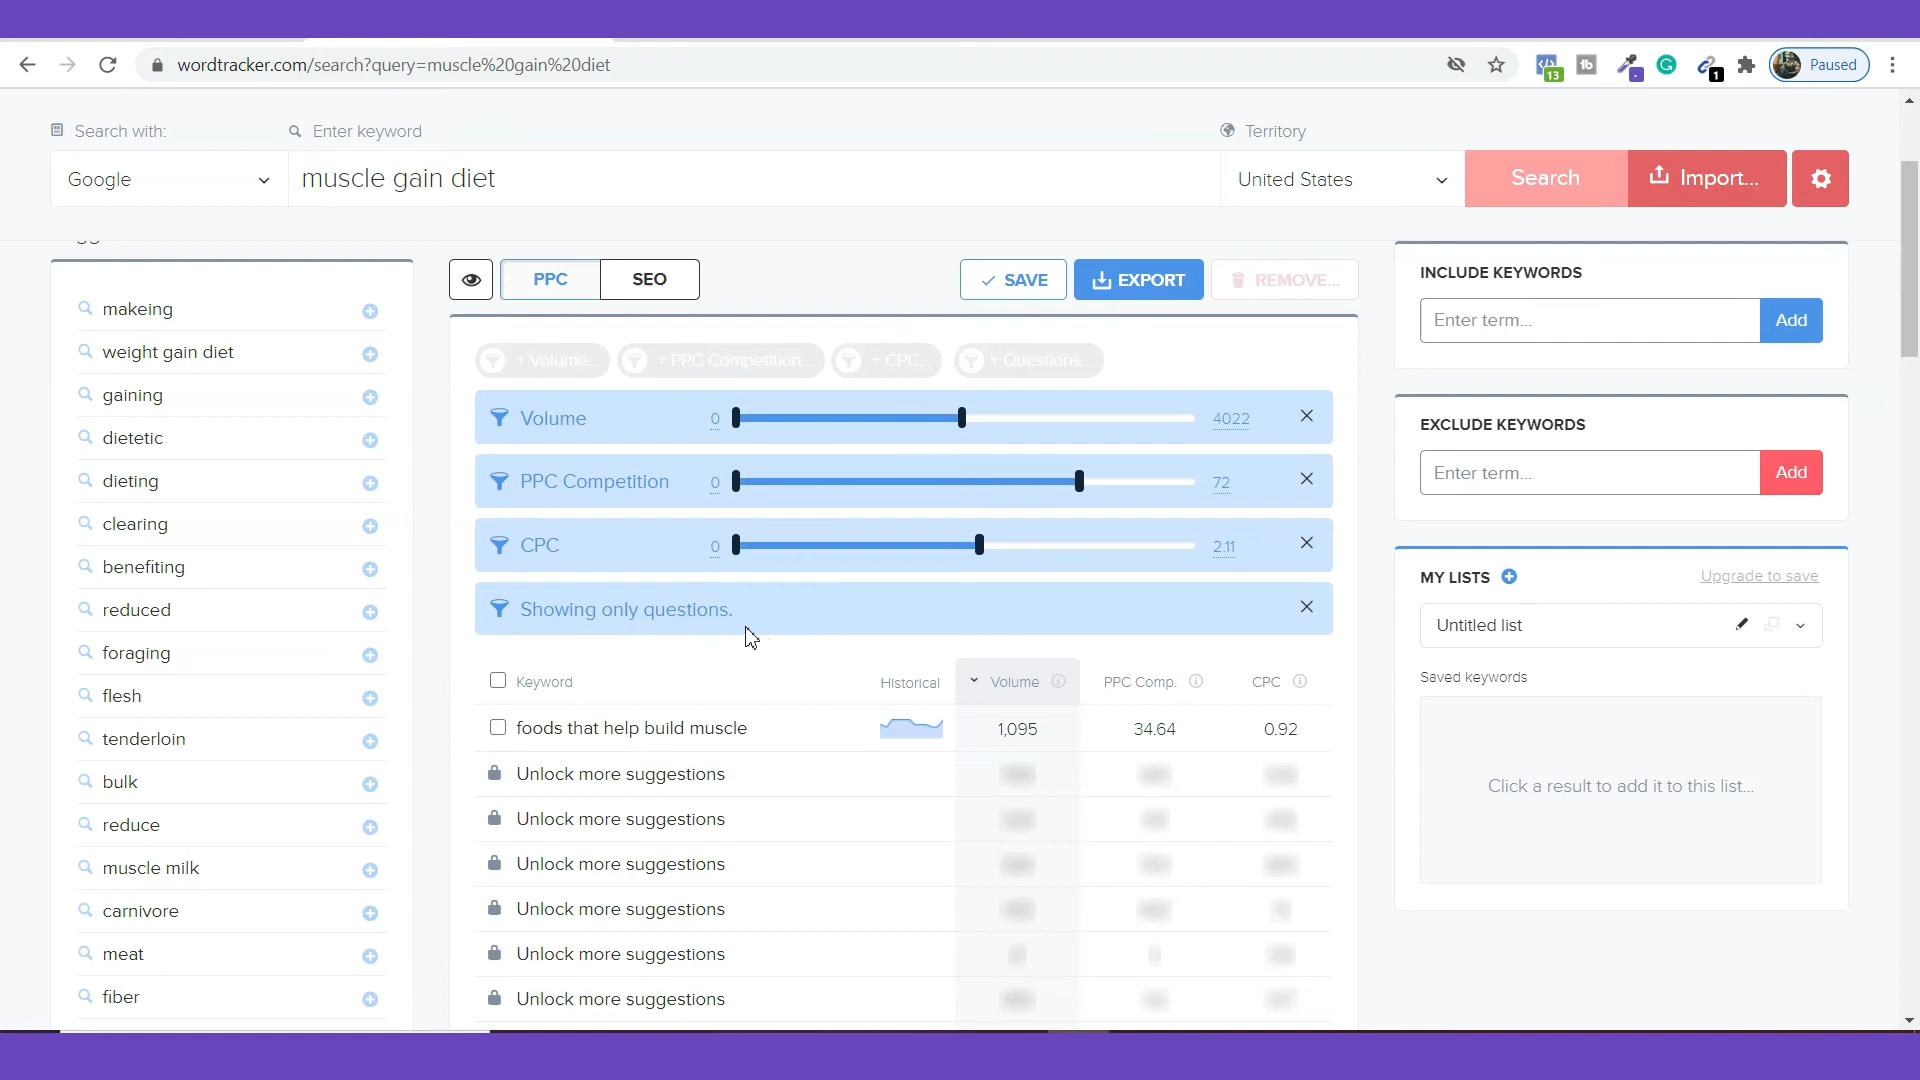 wordtracker.com/search?query=muscle%20gain%20diet
13
tb
G
1
Paused
Search with:
Enter keyword
Territory
Google
muscle gain diet
United States
Search
Import...
PPC
SEO
SAVE
EXPORT
REMOVE...
makeing
weight gain diet
gaining
dietetic
dieting
clearing
benefiting
reduced
foraging
flesh
tenderloin
bulk
reduce
muscle milk
carnivore
meat
fiber
+ Volume...
+ PPC Competition...
+ CPC...
+ Questions...
Volume 0 4022
PPC Competition 0 72
CPC 0 2.11
Showing only questions.
Keyword Historical Volume PPC Comp. CPC
foods that help build muscle 1,095 34.64 0.92
Unlock more suggestions
Unlock more suggestions
Unlock more suggestions
Unlock more suggestions
Unlock more suggestions
Unlock more suggestions
INCLUDE KEYWORDS
Enter term...
Add
EXCLUDE KEYWORDS
Enter term...
Add
MY LISTS
Upgrade to save
Untitled list
Saved keywords
Click a result to add it to this list...